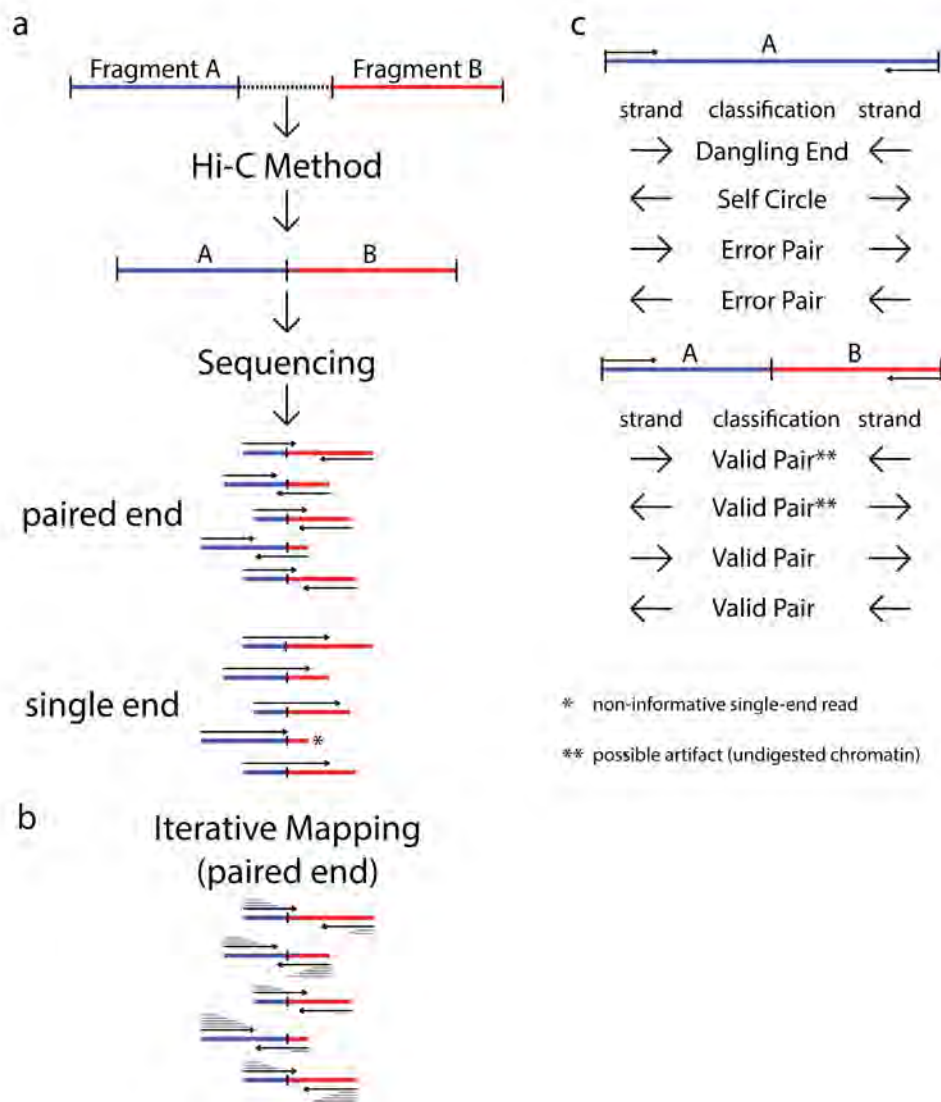 a
Fragment A
Fragment B
Hi-C Method
A
B
Sequencing
paired end
single end
*
b
Iterative Mapping
(paired end)
c
A
strand classification strand
Dangling End
Self Circle
Error Pair
Error Pair
A
B
strand classification strand
Valid Pair**
Valid Pair**
Valid Pair
Valid Pair
* non-informative single-end read
** possible artifact (undigested chromatin)